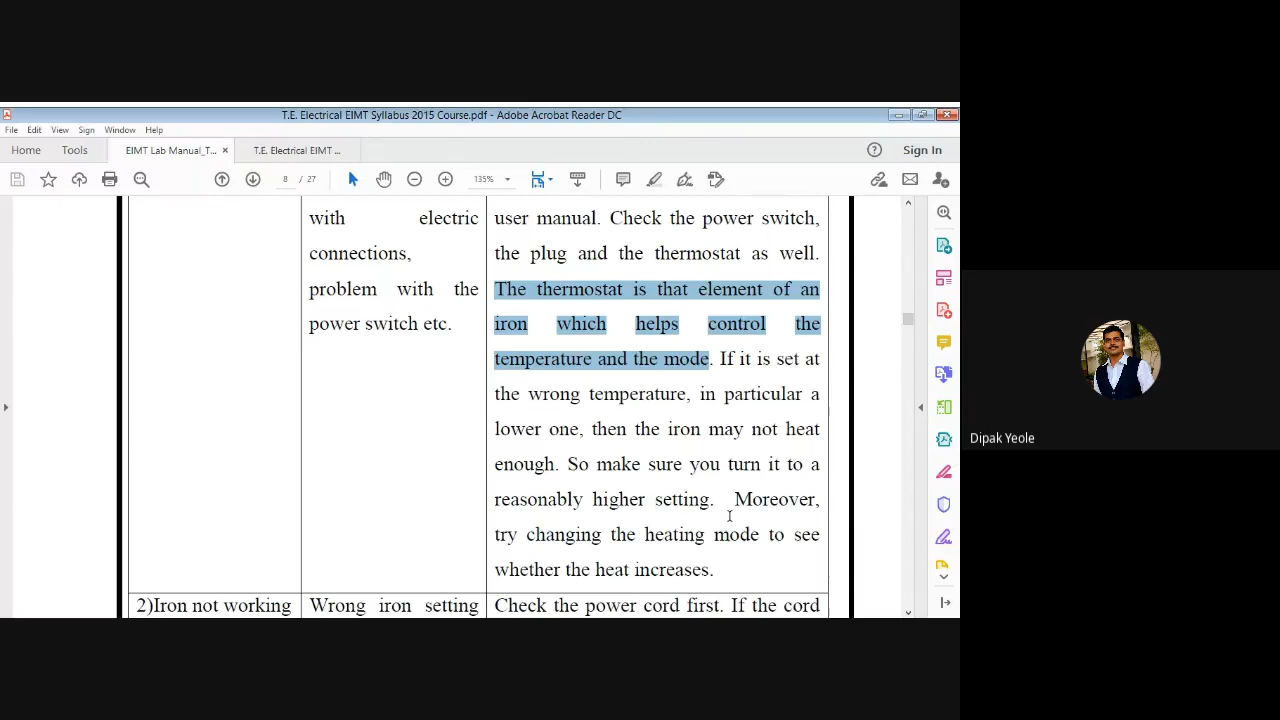 T.E. Electrical EIMT Syllabus 2015 Course.pdf - Adobe Acrobat Reader DC
File Edit View Sign Window Help
Home Tools EIMT Lab Manual_T... × T.E. Electrical EIMT ... Sign In
8 / 27 135%
with electric
connections,
problem with the
power switch etc.
user manual. Check the power switch,
the plug and the thermostat as well.
The thermostat is that element of an
iron which helps control the
temperature and the mode. If it is set at
the wrong temperature, in particular a
lower one, then the iron may not heat
enough. So make sure you turn it to a
reasonably higher setting. Moreover,
try changing the heating mode to see
whether the heat increases.
2)Iron not working
Wrong iron setting
Check the power cord first. If the cord
Dipak Yeole